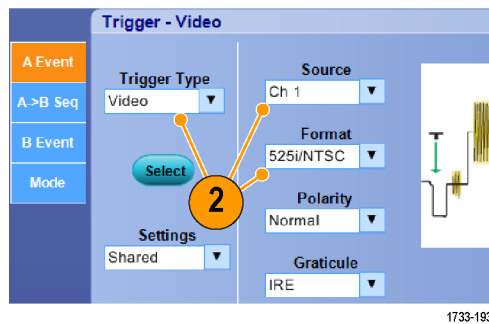 Trigger - Video
A Event
A->B Seq
B Event
Mode
Trigger Type
Video
Select
Settings
Shared
2
Source
Ch 1
Format
525i/NTSC
Polarity
Normal
Graticule
IRE
T